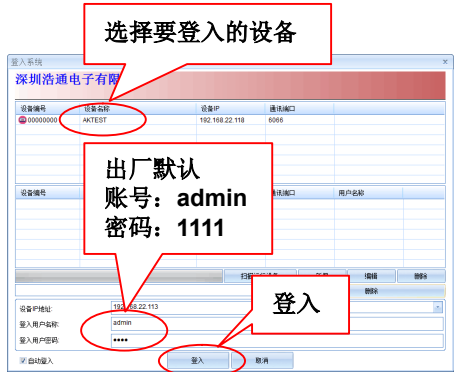 选择要登入的设备
登入系统
×
深圳浩通电子有限
设备编号 设备名称 设备IP 通讯端口
00000000 AKTEST 192.168.22.118 6066
出厂默认
账号：admin
密码：1111
设备编号 通讯端口 用户名称
编辑 删除
删除
登入
设备IP地址: 192.168.22.113
登入用户名称: admin
登入用户密码: ••••
自动登入 登入 取消